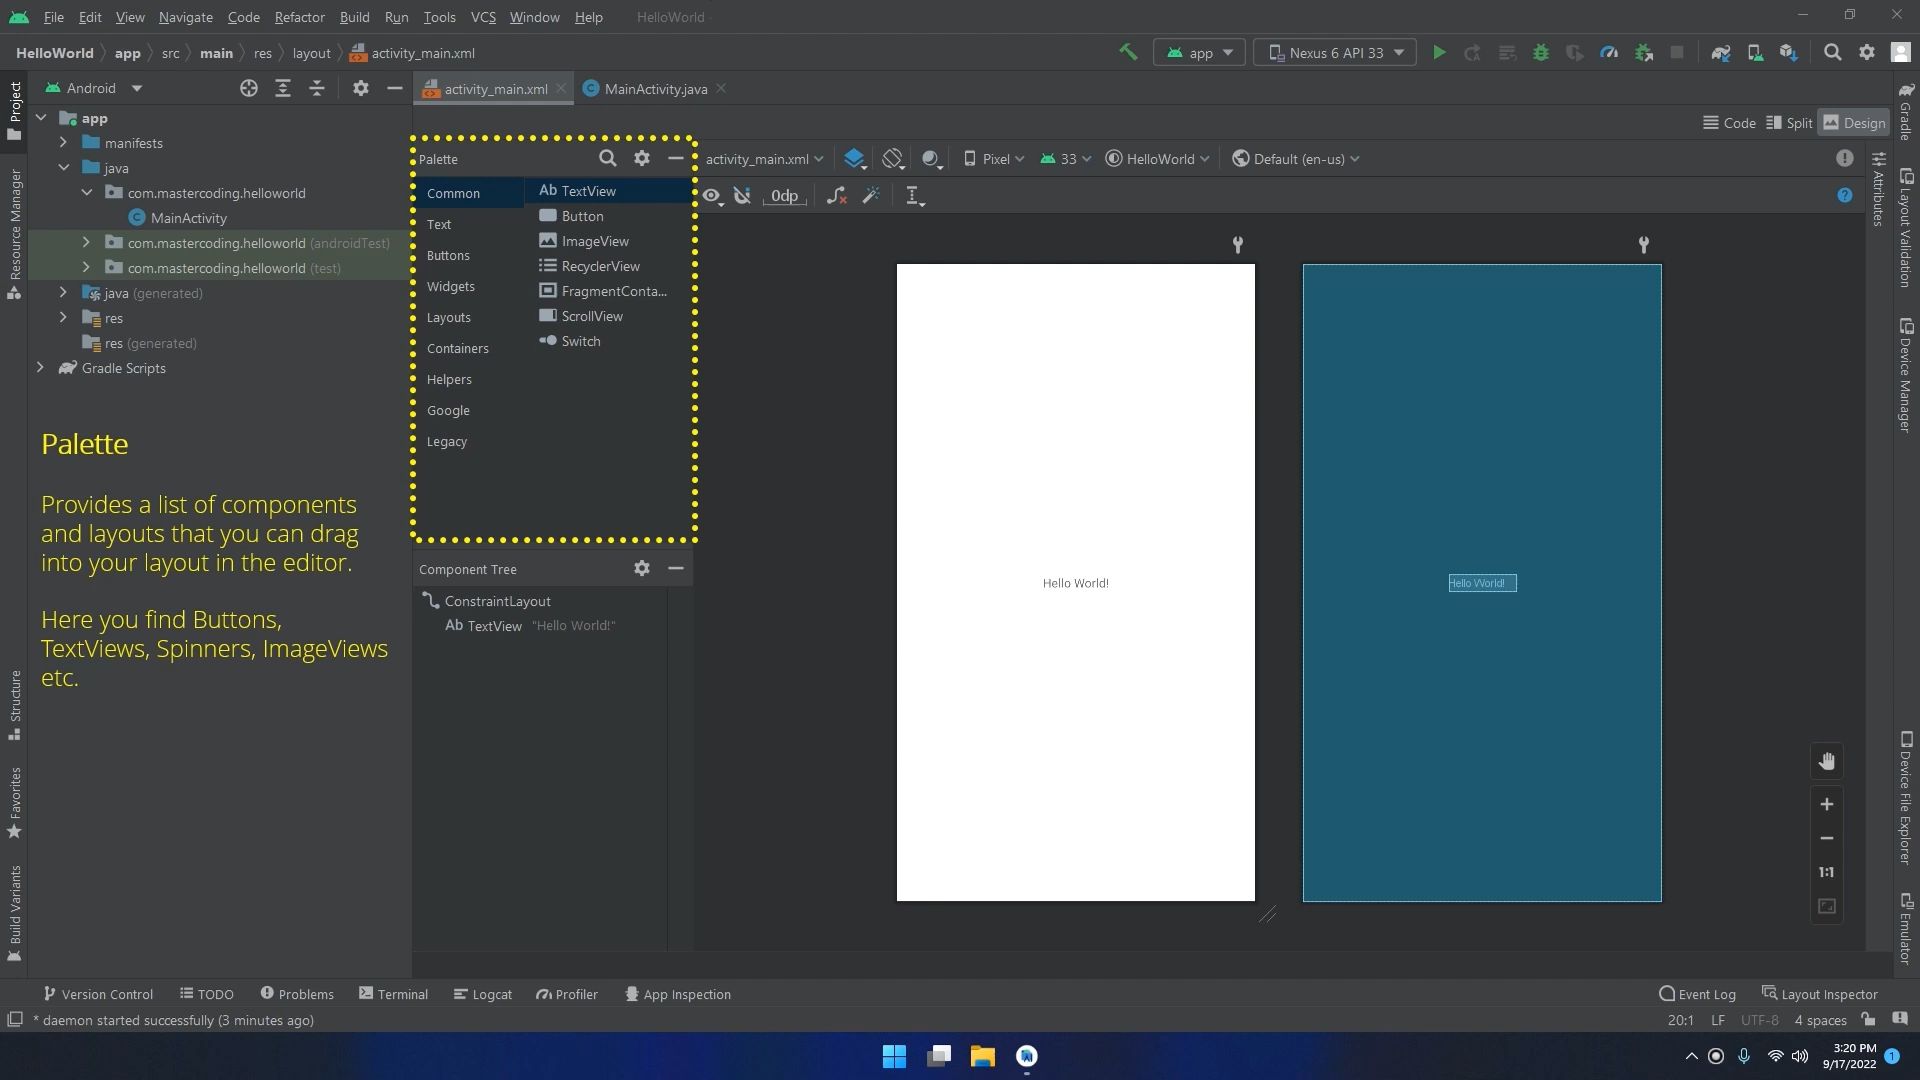 File Edit View Navigate Code Refactor Build Run Tools VCS Window Help HelloWorld
HelloWorld app src main res layout activity_main.xml
app
Nexus 6 API 33
Project
Resource Manager
Structure
Favorites
Build Variants
Android
app
manifests
java
com.mastercoding.helloworld
MainActivity
com.mastercoding.helloworld (androidTest)
com.mastercoding.helloworld (test)
java (generated)
res
res (generated)
Gradle Scripts
Palette
Provides a list of components
and layouts that you can drag
into your layout in the editor.
Here you find Buttons,
TextViews, Spinners, ImageViews
etc.
activity_main.xml
MainActivity.java
Code Split Design
Palette
Common
Text
Buttons
Widgets
Layouts
Containers
Helpers
Google
Legacy
Ab TextView
Button
ImageView
RecyclerView
FragmentConta...
ScrollView
Switch
Component Tree
ConstraintLayout
Ab TextView "Hello World!"
activity_main.xml
Pixel
33
HelloWorld
Default (en-us)
0dp
Hello World!
Hello World!
1:1
Attributes
Gradle
Layout Validation
Device Manager
Device File Explorer
Emulator
Version Control TODO Problems Terminal Logcat Profiler App Inspection
Event Log Layout Inspector
* daemon started successfully (3 minutes ago)
20:1 LF UTF-8 4 spaces
3:20 PM
9/17/2022
1